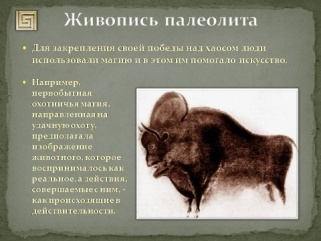 Живопись палеолита
Для закрепления своей победы над хаосом люди
использовали магию и в этом им помогало искусство.
Например,
первобытная
охотничья магия,
направленная на
удачную охоту,
предполагала
изображение
животного, которое
воспринималось как
реальное, а действия,
совершаемые с ним, -
как происходящие в
действительности.